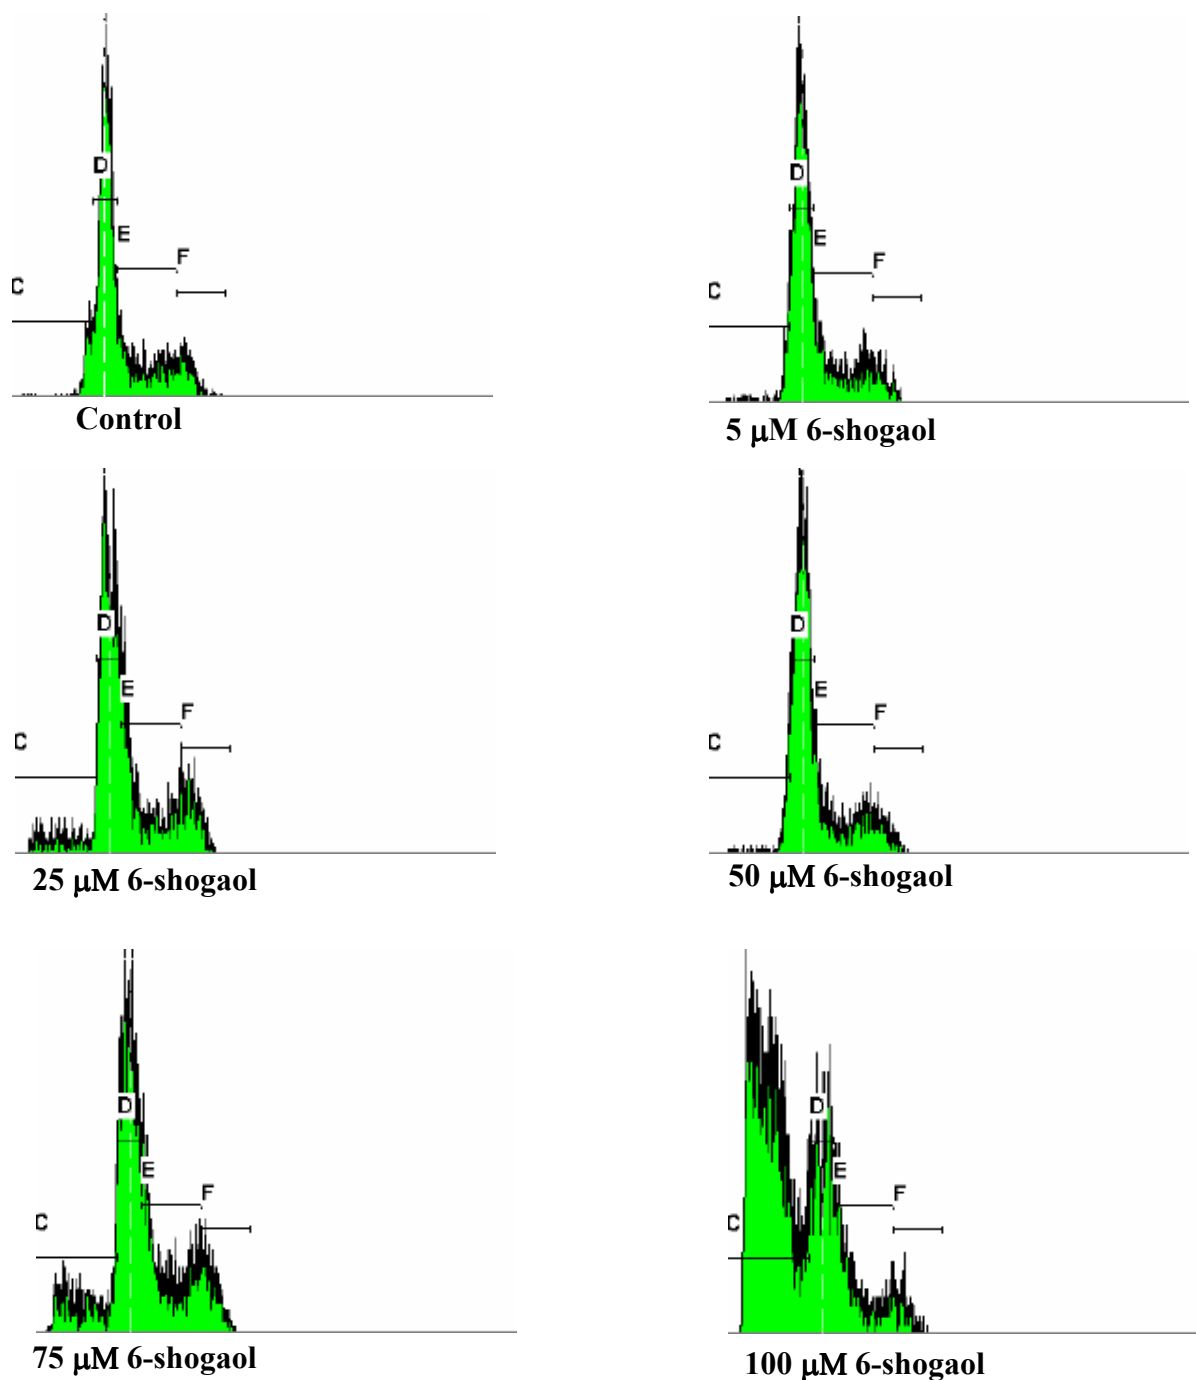 D
E
F
C
Control
D
E
F
C
5 μM 6-shogaol
D
E
F
C
25 μM 6-shogaol
D
E
F
C
50 μM 6-shogaol
D
E
F
C
75 μM 6-shogaol
D
E
F
C
100 μM 6-shogaol